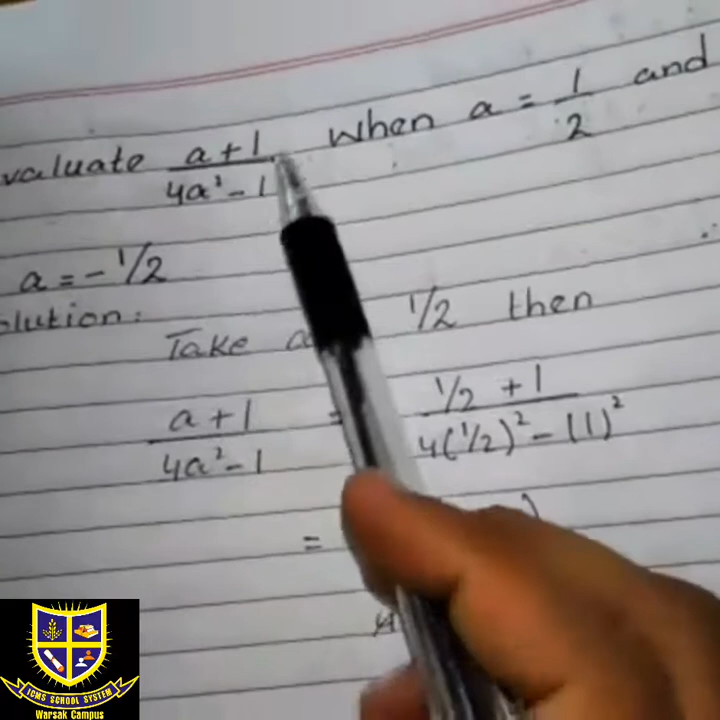 valuate a+1/4a²-1 when a = 1/2 and
a = -1/2
olution:
Take a 1/2 then
a+1/4a²-1 = 1/2+1/4(1/2)²-(1)²
=
ICMS SCHOOL SYSTEM
Warsak Campus